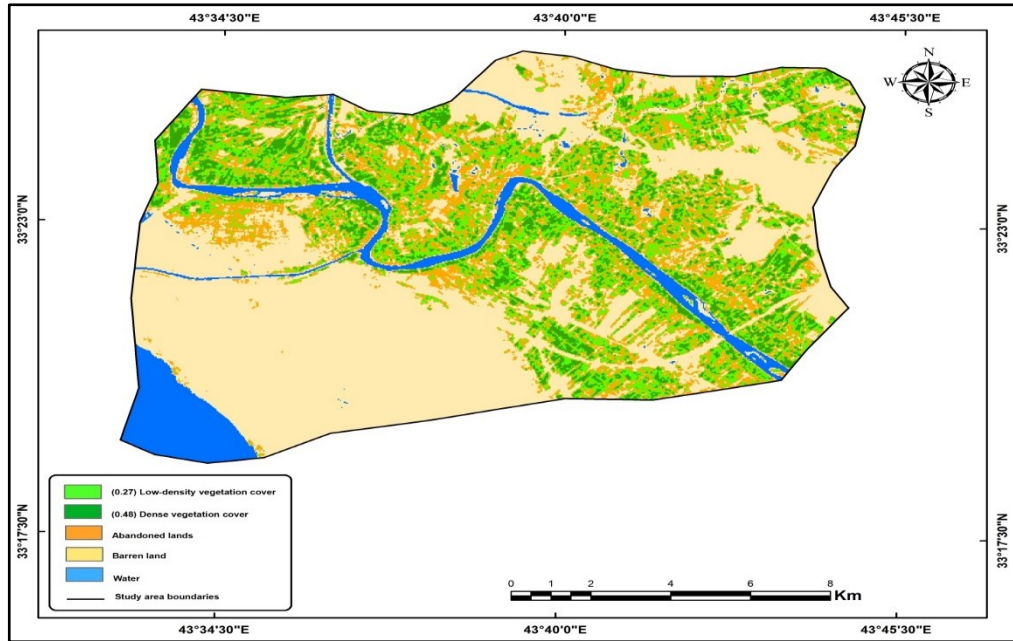 43°34'30"E 43°40'0"E 43°45'30"E
N
W E
S
33°23'0"N 33°23'0"N
33°17'30"N 33°17'30"N
(0.27) Low-density vegetation cover
(0.48) Dense vegetation cover
Abandoned lands
Barren land
Water
Study area boundaries
0 1 2 4 6 8
Km
43°34'30"E 43°40'0"E 43°45'30"E